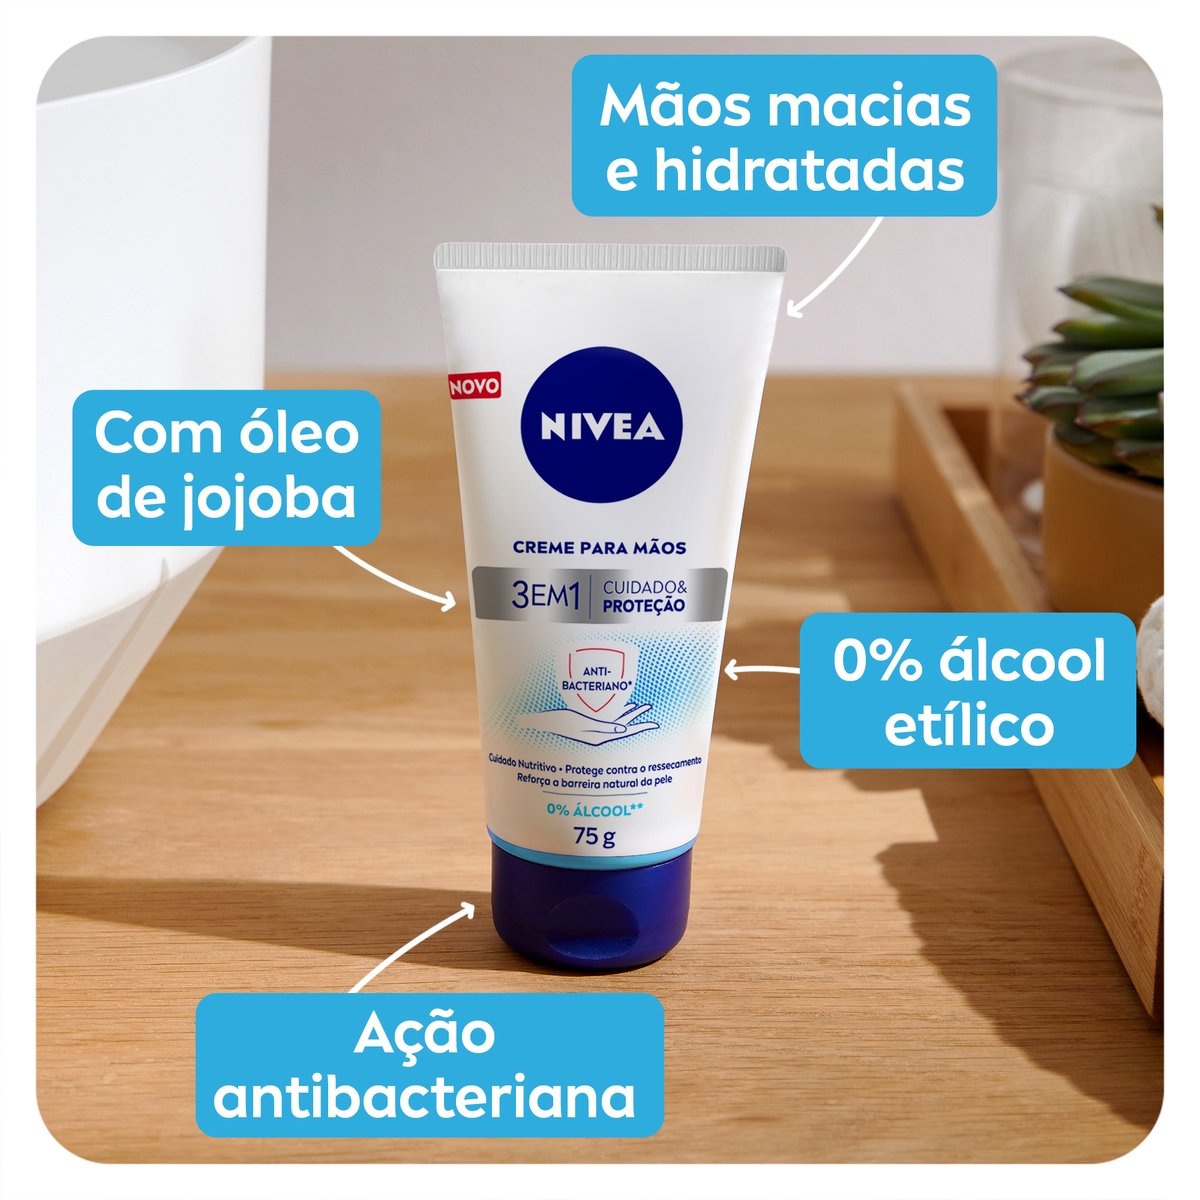 Mãos macias
e hidratadas
NOVO
NIVEA
Com óleo
de jojoba
CREME PARA MÃOS
3EM1
CUIDADO&
PROTEÇÃO
0% álcool
etílico
ANTI-
BACTERIANO*
Cuidado Nutritivo • Protege contra o ressecamento
Reforça a barreira natural da pele
0% ÁLCOOL**
75 g
Ação
antibacteriana